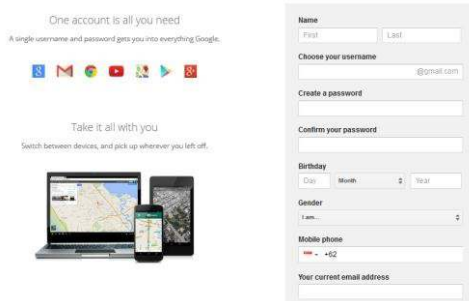 One account is all you need
A single username and password gets you into everything Google.
Take it all with you
Switch between devices, and pick up wherever you left off.
Name
First Last
Choose your username
@gmail.com
Create a password
Confirm your password
Birthday
Day Month Year
Gender
I am...
Mobile phone
+62
Your current email address